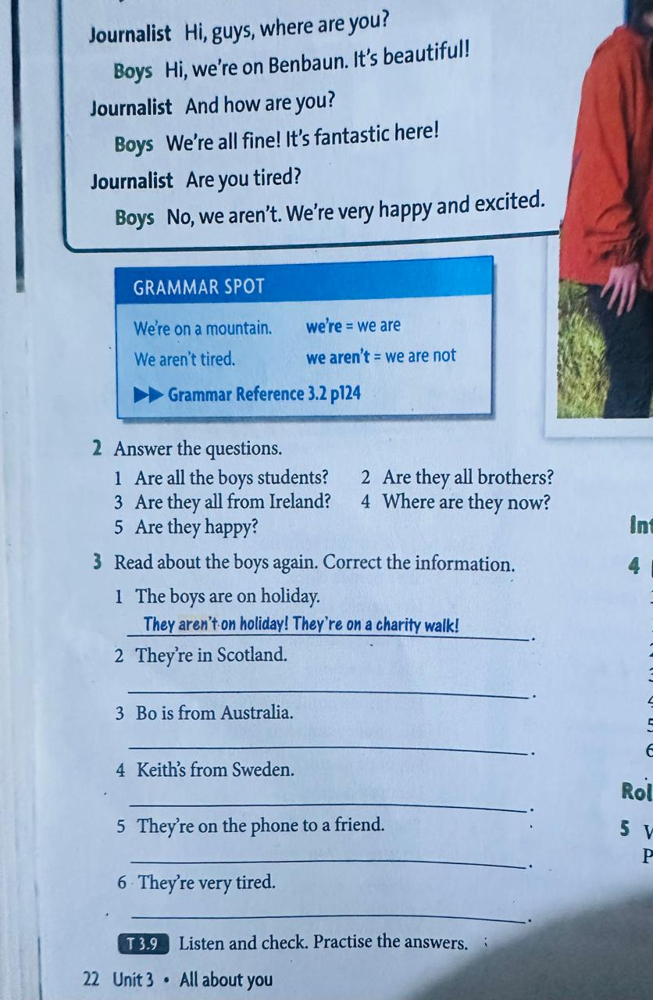 Journalist Hi, guys, where are you?
Boys Hi, we're on Benbaun. It's beautiful!
Journalist And how are you?
Boys We're all fine! It's fantastic here!
Journalist Are you tired?
Boys No, we aren't. We're very happy and excited.
GRAMMAR SPOT
We're on a mountain. we're = we are
We aren't tired. we aren't = we are not
▶▶ Grammar Reference 3.2 p124
2 Answer the questions.
1 Are all the boys students? 2 Are they all brothers?
3 Are they all from Ireland? 4 Where are they now?
5 Are they happy?
3 Read about the boys again. Correct the information.
1 The boys are on holiday.
They aren't on holiday! They're on a charity walk!
2 They're in Scotland.
3 Bo is from Australia.
4 Keith's from Sweden.
5 They're on the phone to a friend.
6 They're very tired.
T 3.9 Listen and check. Practise the answers.
22 Unit 3 • All about you
4
5